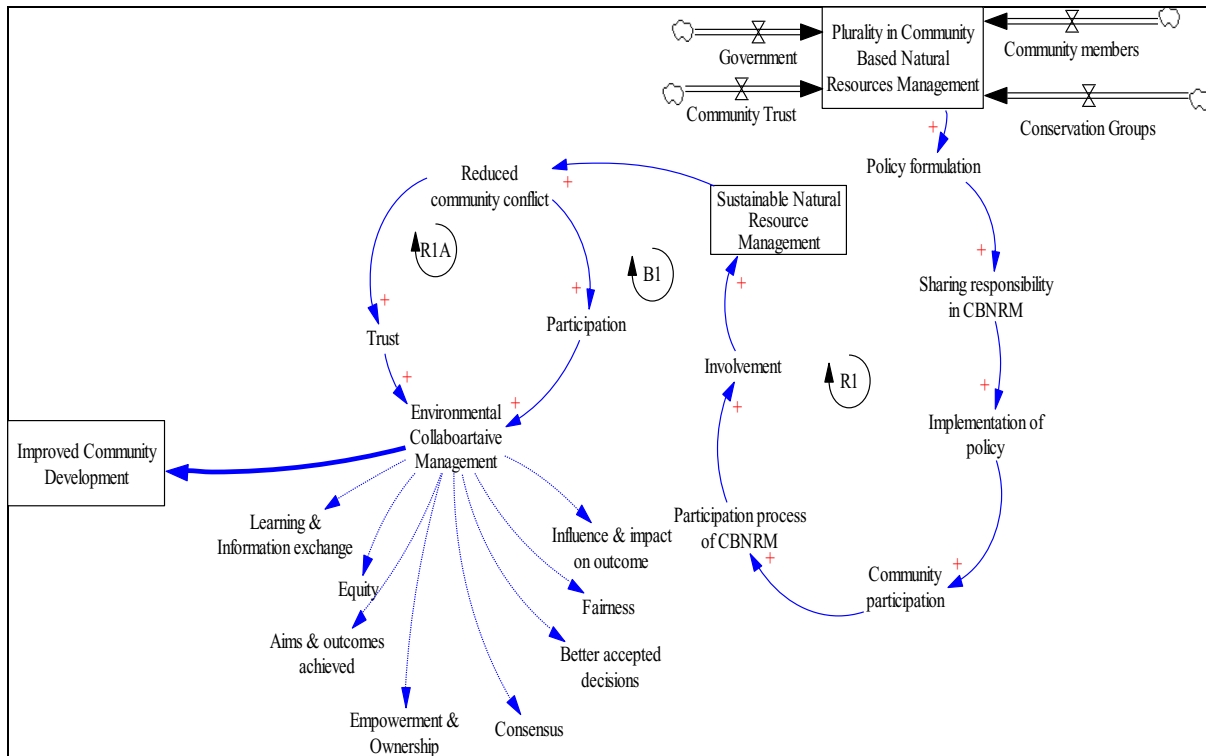 Plurality in Community
Based Natural
Resources Management
Government
Community Trust
Community members
Conservation Groups
+
Policy formulation
+
Sharing responsibility
in CBNRM
+
Implementation of
policy
+
Community
participation
+
Participation process
of CBNRM
+
Involvement
+
R1
Sustainable Natural
Resource
Management
+
Reduced
community conflict
R1A
B1
+
Trust
+
Participation
+
+
Environmental
Collaboartaive
Management
Improved Community
Development
Learning &
Information exchange
Equity
Aims & outcomes
achieved
Empowerment &
Ownership
Consensus
Better accepted
decisions
Fairness
Influence & impact
on outcome